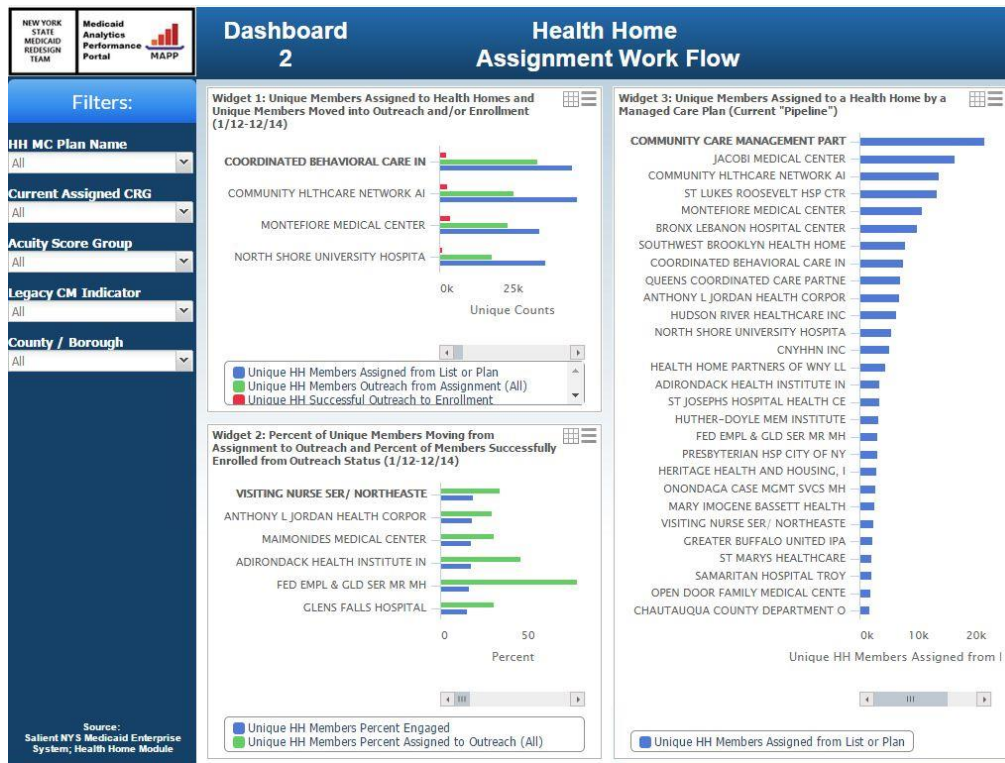 NEW YORK
STATE
MEDICAID
REDESIGN
TEAM
Medicaid
Analytics
Performance
Portal
MAPP
Dashboard
2
Health Home
Assignment Work Flow
Filters:
HH MC Plan Name
All
Current Assigned CRG
All
Acuity Score Group
All
Legacy CM Indicator
All
County / Borough
All
Source:
Salient NYS Medicaid Enterprise
System; Health Home Module
Widget 1: Unique Members Assigned to Health Homes and
Unique Members Moved into Outreach and/or Enrollment
(1/12-12/14)
COORDINATED BEHAVIORAL CARE IN
COMMUNITY HLTHCARE NETWORK AI
MONTEFIORE MEDICAL CENTER
NORTH SHORE UNIVERSITY HOSPITA
0k 25k
Unique Counts
Unique HH Members Assigned from List or Plan
Unique HH Members Outreach from Assignment (All)
Unique HH Successful Outreach to Enrollment
Widget 2: Percent of Unique Members Moving from
Assignment to Outreach and Percent of Members Successfully
Enrolled from Outreach Status (1/12-12/14)
VISITING NURSE SER/ NORTHEASTE
ANTHONY L JORDAN HEALTH CORPOR
MAIMONIDES MEDICAL CENTER
ADIRONDACK HEALTH INSTITUTE IN
FED EMPL & GLD SER MR MH
GLENS FALLS HOSPITAL
0 50
Percent
Unique HH Members Percent Engaged
Unique HH Members Percent Assigned to Outreach (All)
Widget 3: Unique Members Assigned to a Health Home by a
Managed Care Plan (Current "Pipeline")
COMMUNITY CARE MANAGEMENT PART
JACOBI MEDICAL CENTER
COMMUNITY HLTHCARE NETWORK AI
ST LUKES ROOSEVELT HSP CTR
MONTEFIORE MEDICAL CENTER
BRONX LEBANON HOSPITAL CENTER
SOUTHWEST BROOKLYN HEALTH HOME
COORDINATED BEHAVIORAL CARE IN
QUEENS COORDINATED CARE PARTNE
ANTHONY L JORDAN HEALTH CORPOR
HUDSON RIVER HEALTHCARE INC
NORTH SHORE UNIVERSITY HOSPITA
CNYHHN INC
HEALTH HOME PARTNERS OF WNY LL
ADIRONDACK HEALTH INSTITUTE IN
ST JOSEPHS HOSPITAL HEALTH CE
HUTHER-DOYLE MEM INSTITUTE
FED EMPL & GLD SER MR MH
PRESBYTERIAN HSP CITY OF NY
HERITAGE HEALTH AND HOUSING, I
ONONDAGA CASE MGMT SVCS MH
MARY IMOGENE BASSETT HEALTH
VISITING NURSE SER/ NORTHEASTE
GREATER BUFFALO UNITED IPA
ST MARYS HEALTHCARE
SAMARITAN HOSPITAL TROY
OPEN DOOR FAMILY MEDICAL CENTE
CHAUTAUQUA COUNTY DEPARTMENT O
0k 10k 20k
Unique HH Members Assigned from l
Unique HH Members Assigned from List or Plan